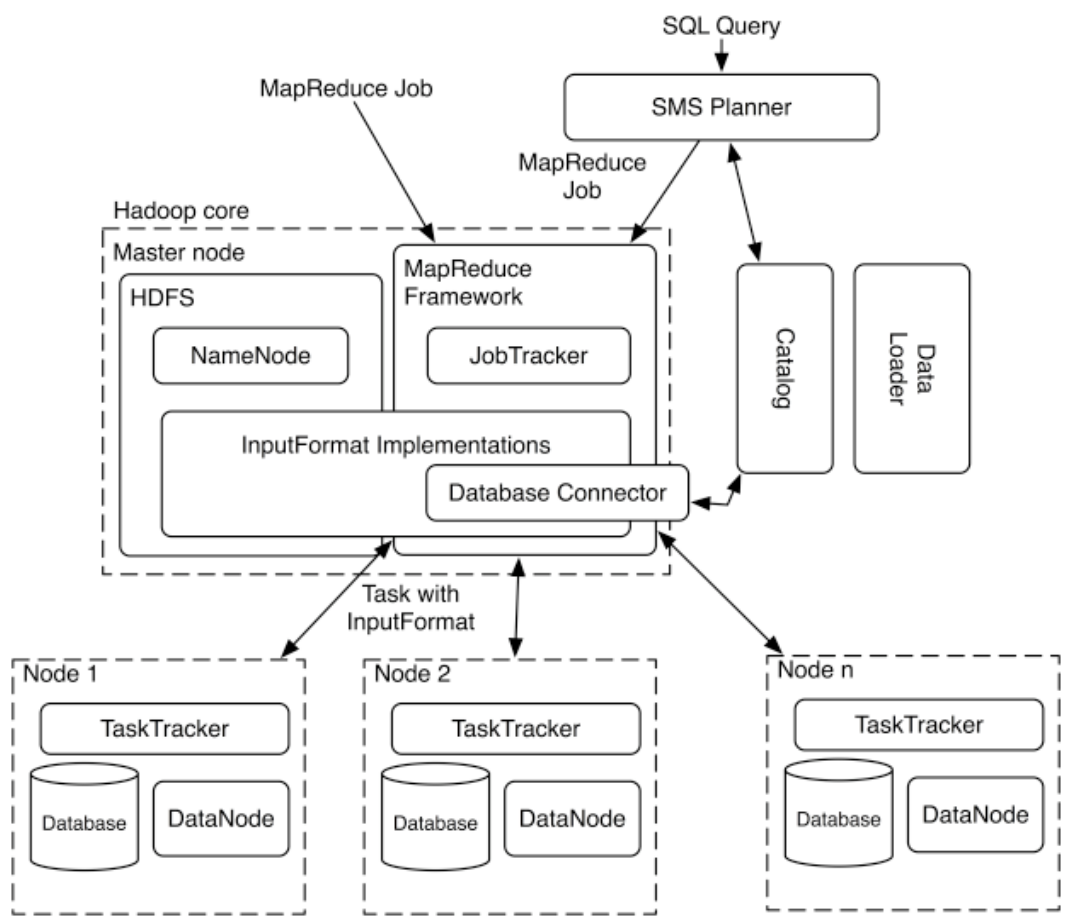 SQL Query
SMS Planner
MapReduce Job
MapReduce
Job
Hadoop core
Master node
HDFS
NameNode
MapReduce
Framework
JobTracker
InputFormat Implementations
Database Connector
Catalog
Data
Loader
Task with
InputFormat
Node 1
TaskTracker
Database
DataNode
Node 2
TaskTracker
Database
DataNode
Node n
TaskTracker
Database
DataNode